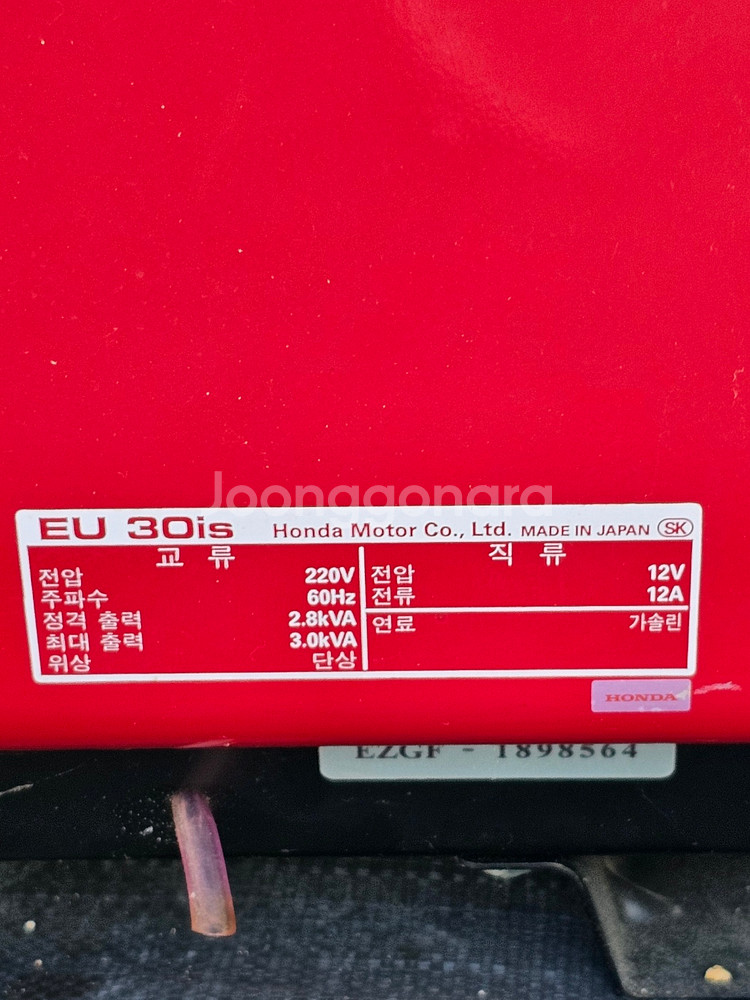 Joonggonara
EU 30is Honda Motor Co., Ltd. MADE IN JAPAN SK
교 류
전압 220V
주파수 60Hz
정격 출력 2.8kVA
최대 출력 3.0kVA
위상 단상
직 류
전압 12V
전류 12A
연료 가솔린
HONDA
EZGF - 1898564